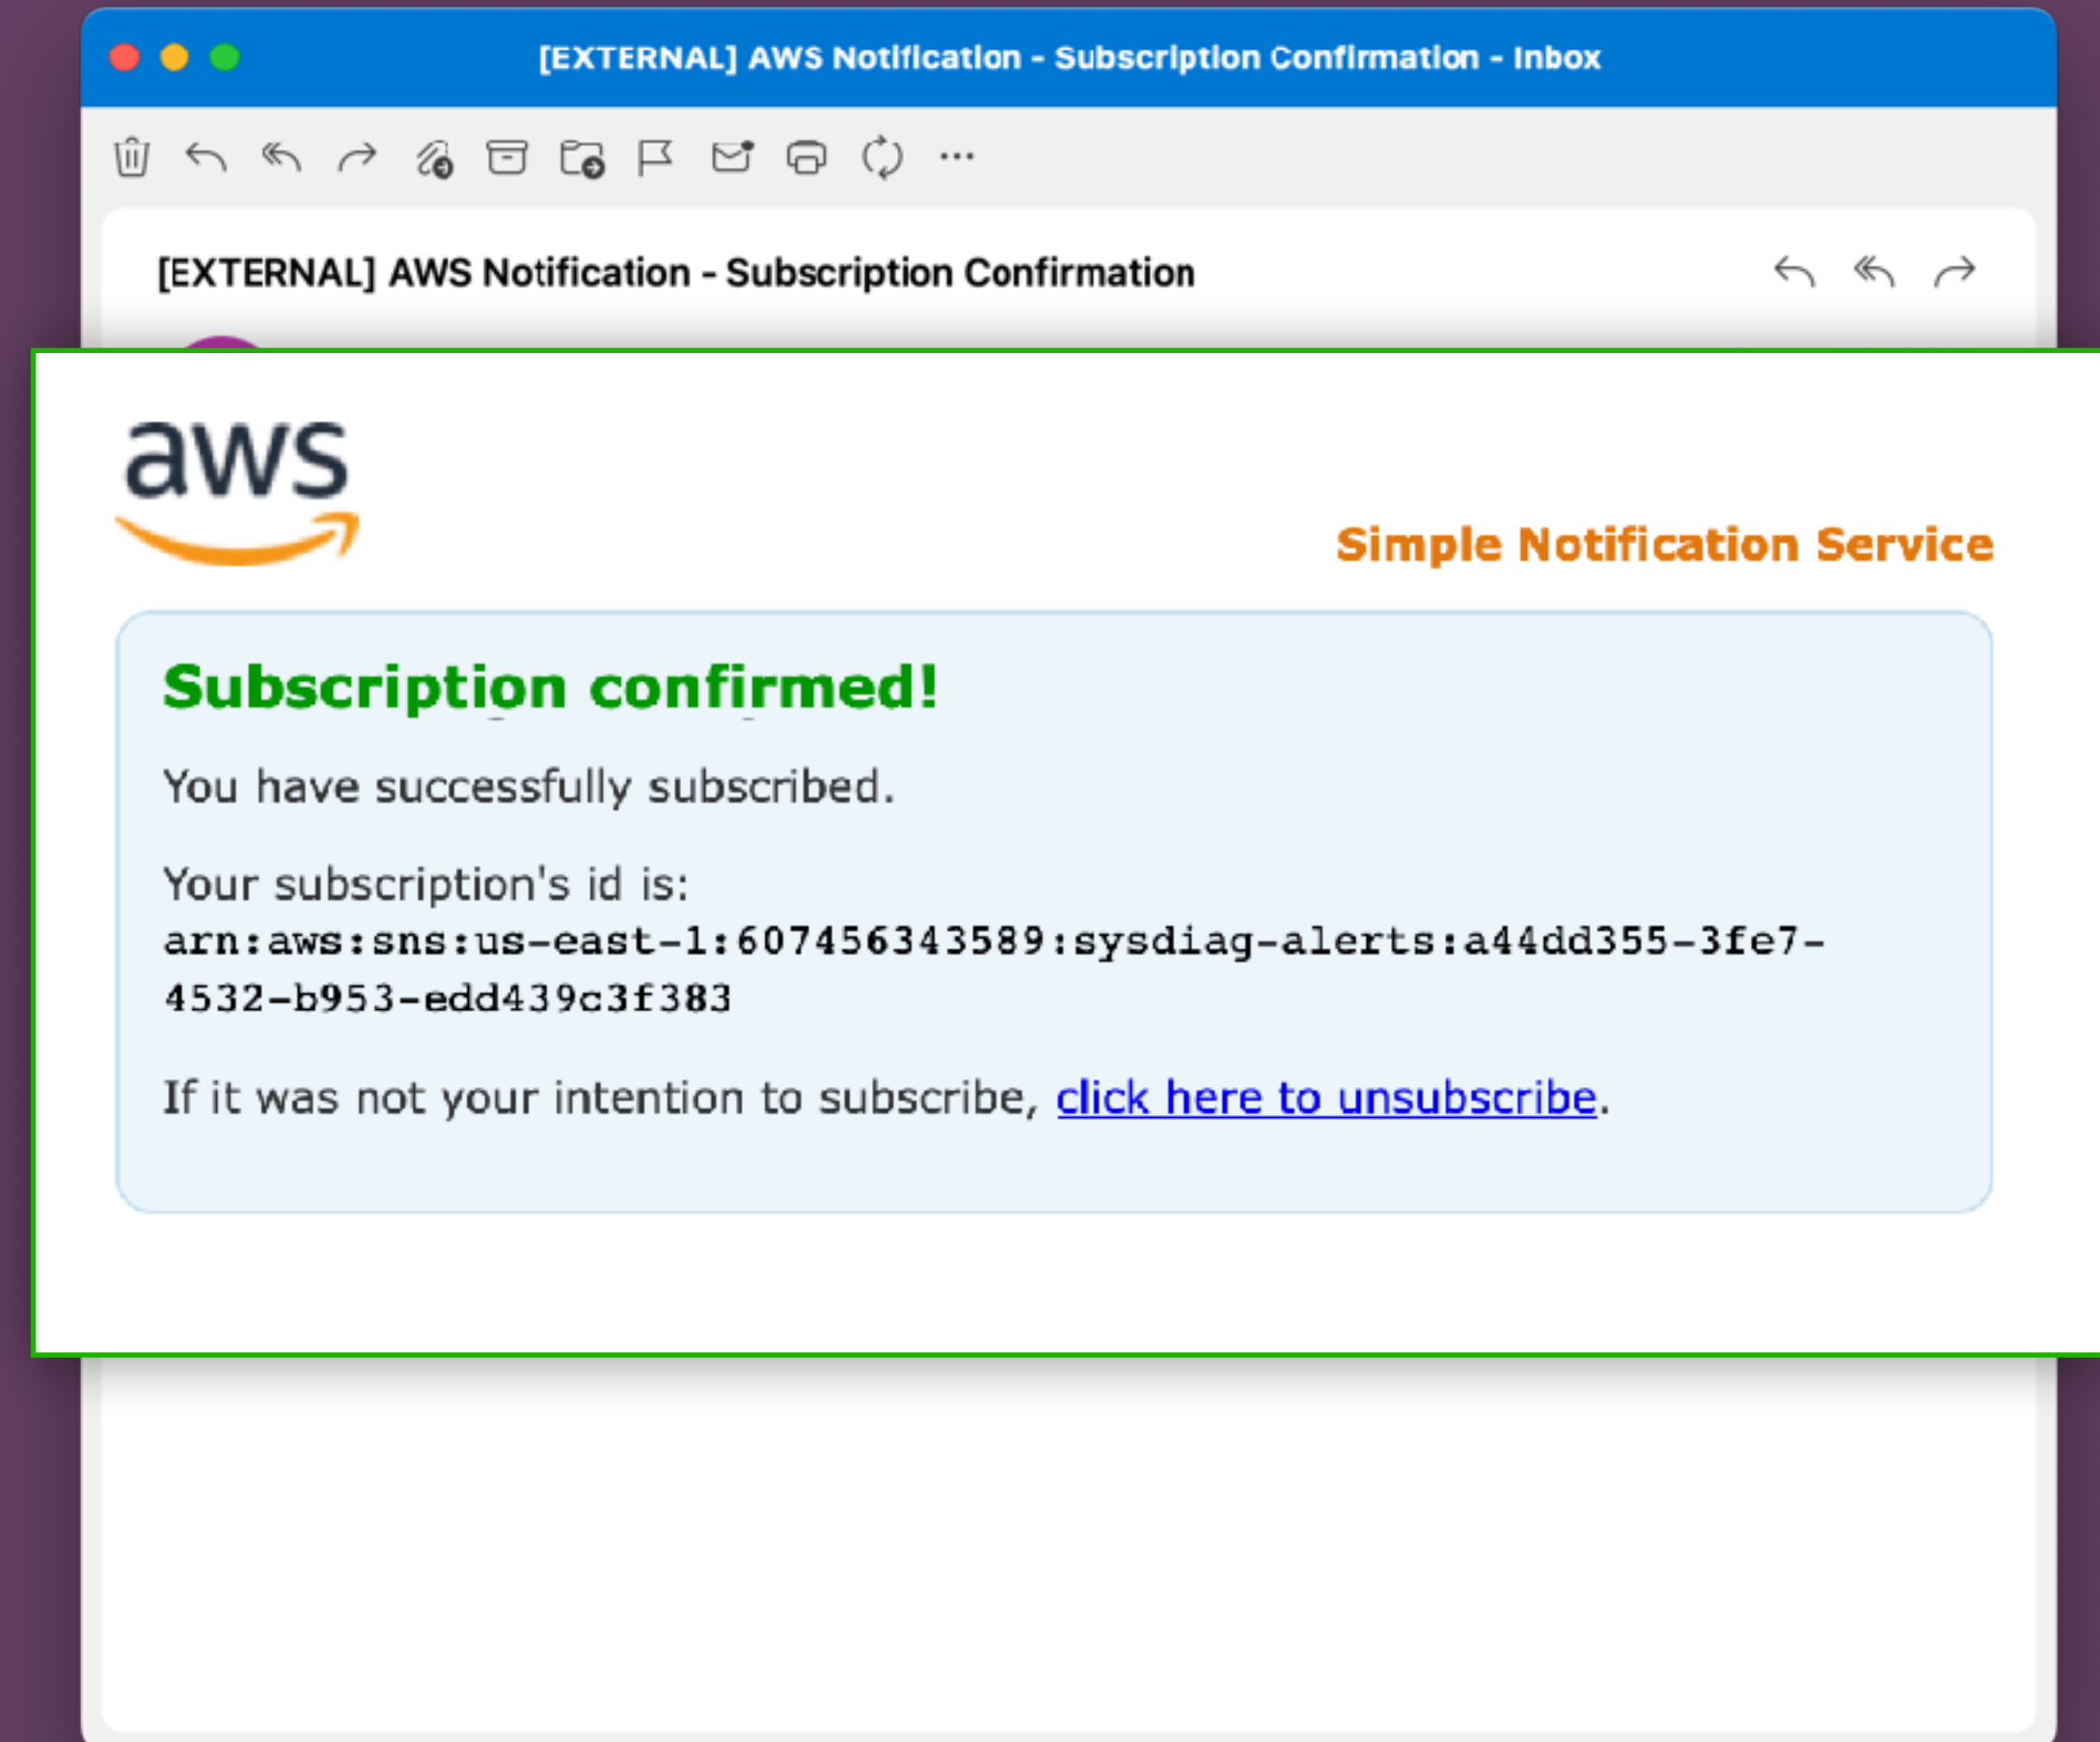 [EXTERNAL] AWS Notification - Subscription Confirmation - Inbox
[EXTERNAL] AWS Notification - Subscription Confirmation
aws
Simple Notification Service
Subscription confirmed!
You have successfully subscribed.
Your subscription's id is:
arn:aws:sns:us-east-1:607456343589:sysdiag-alerts:a44dd355-3fe7-
4532-b953-edd439c3f383
If it was not your intention to subscribe, click here to unsubscribe.